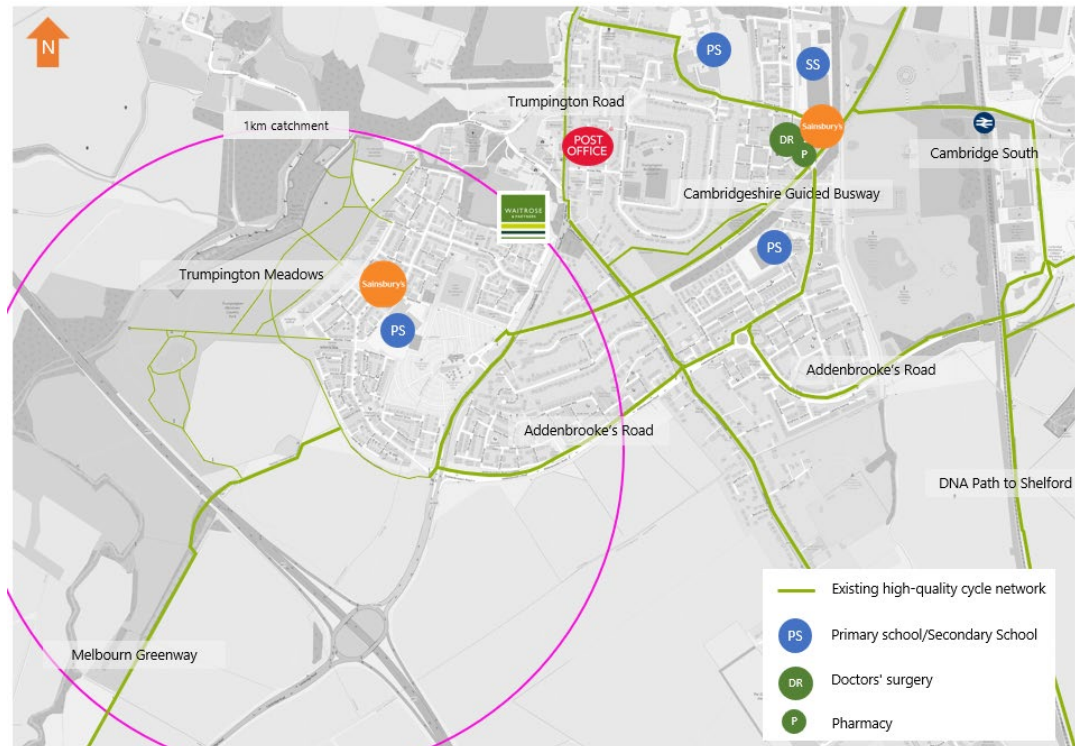 N
PS
SS
Trumpington Road
1km catchment
POST
OFFICE
Sainsbury's
DR
P
Cambridge South
WAITROSE
& PARTNERS
Cambridgeshire Guided Busway
PS
Trumpington Meadows
Sainsbury's
PS
Addenbrooke's Road
Addenbrooke's Road
DNA Path to Shelford
Existing high-quality cycle network
PS
Primary school/Secondary School
Melbourn Greenway
DR
Doctors' surgery
P
Pharmacy